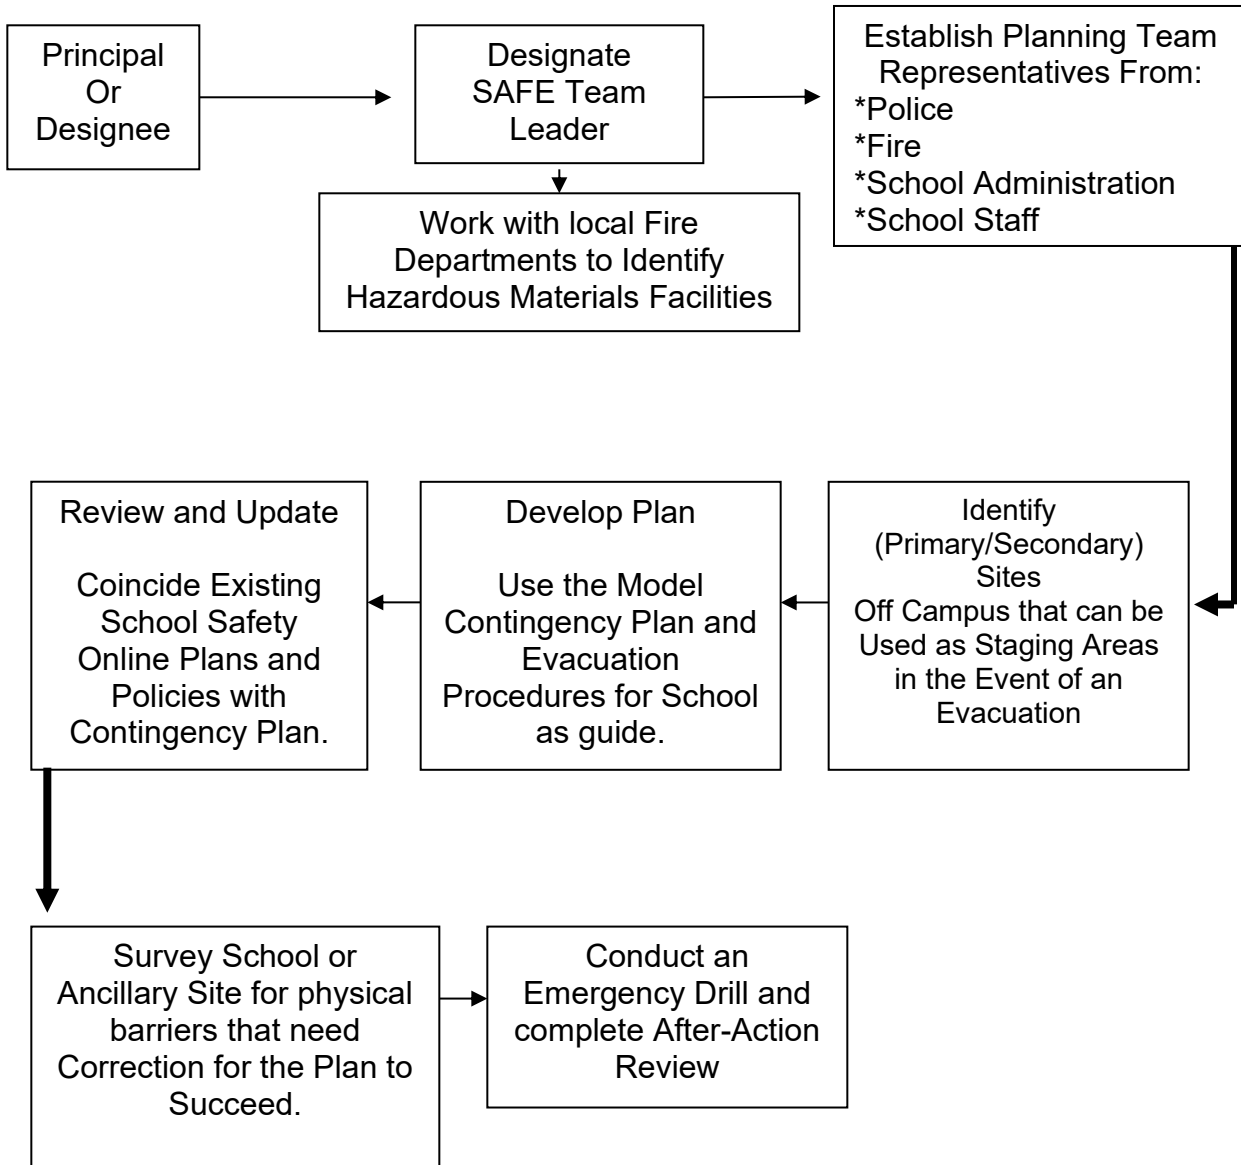 Principal
Or
Designee
Designate
SAFE Team
Leader
Establish Planning Team
Representatives From:
*Police
*Fire
*School Administration
*School Staff
Work with local Fire
Departments to Identify
Hazardous Materials Facilities
Identify
(Primary/Secondary)
Sites
Off Campus that can be
Used as Staging Areas
in the Event of an
Evacuation
Develop Plan
Use the Model
Contingency Plan and
Evacuation
Procedures for School
as guide.
Review and Update
Coincide Existing
School Safety
Online Plans and
Policies with
Contingency Plan.
Survey School or
Ancillary Site for physical
barriers that need
Correction for the Plan to
Succeed.
Conduct an
Emergency Drill and
complete After-Action
Review